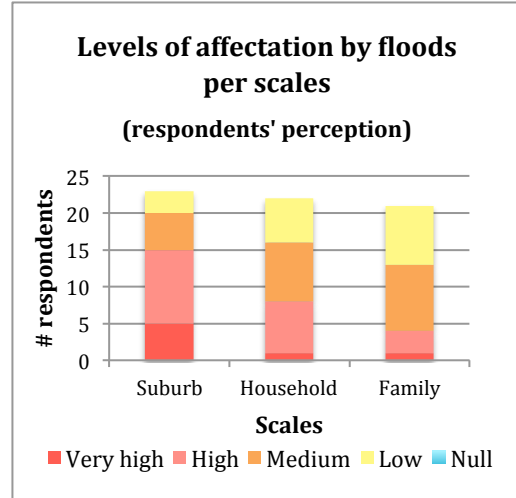 Levels of affectation by floods
per scales
(respondents' perception)
# respondents
25
20
15
10
5
0
Suburb Household Family
Scales
Very high High Medium Low Null